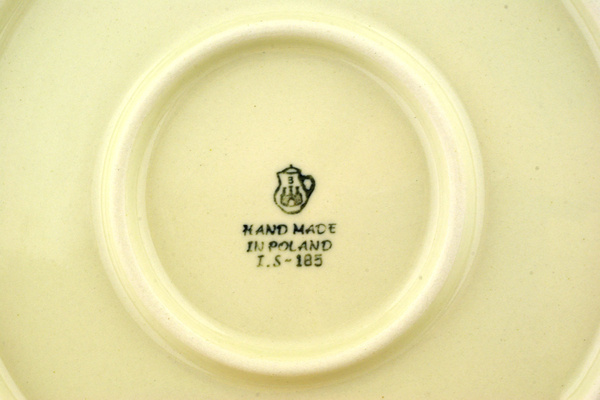 B
HAND MADE
IN POLAND
I.S-185